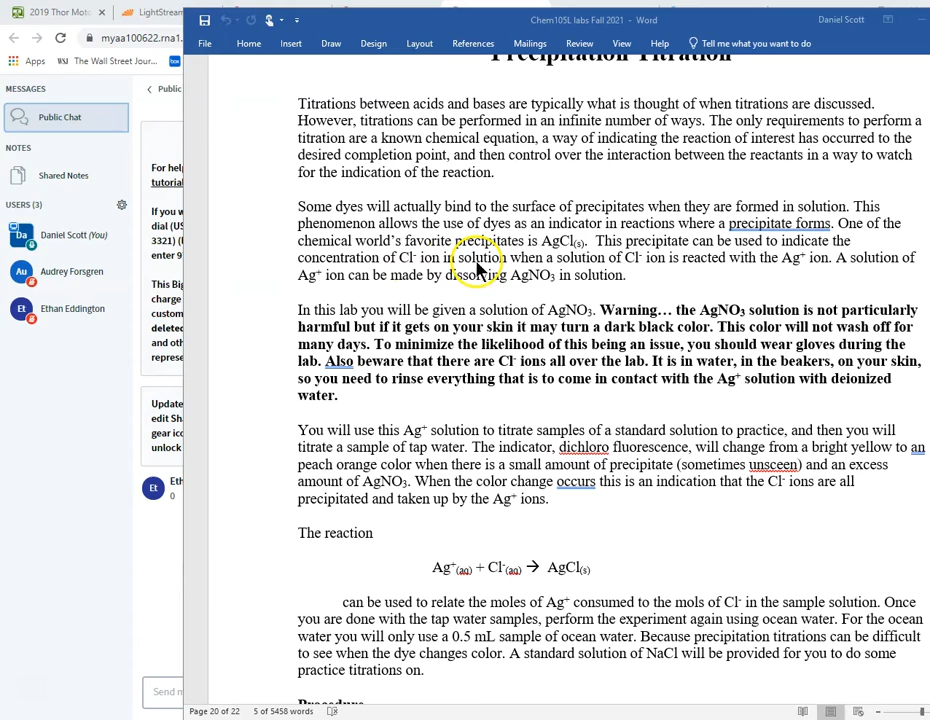 2019 Thor Moto
LightStream
myaa100622.rna1.
Apps
WSJ
The Wall Street Jour...
box
MESSAGES
Public Chat
NOTES
Shared Notes
USERS (3)
Da
Daniel Scott (You)
Au
Audrey Forsgren
Et
Ethan Eddington
Public
For help
tutorial
If you w
dial (US
3321) (
enter 9
This Big
charge
custom
deleted
and oth
represe
Update
edit Sha
gear ico
unlock
Et
Eth
0
Send m
Chem105L labs Fall 2021 - Word
Daniel Scott
File Home Insert Draw Design Layout References Mailings Review View Help Tell me what you want to do
Precipitation Titration
Titrations between acids and bases are typically what is thought of when titrations are discussed.
However, titrations can be performed in an infinite number of ways. The only requirements to perform a
titration are a known chemical equation, a way of indicating the reaction of interest has occurred to the
desired completion point, and then control over the interaction between the reactants in a way to watch
for the indication of the reaction.
Some dyes will actually bind to the surface of precipitates when they are formed in solution. This
phenomenon allows the use of dyes as an indicator in reactions where a precipitate forms. One of the
chemical world's favorite precipitates is AgCl(s). This precipitate can be used to indicate the
concentration of Cl- ion in solution when a solution of Cl- ion is reacted with the Ag+ ion. A solution of
Ag+ ion can be made by dissolving AgNO3 in solution.
In this lab you will be given a solution of AgNO3. Warning… the AgNO3 solution is not particularly
harmful but if it gets on your skin it may turn a dark black color. This color will not wash off for
many days. To minimize the likelihood of this being an issue, you should wear gloves during the
lab. Also beware that there are Cl- ions all over the lab. It is in water, in the beakers, on your skin,
so you need to rinse everything that is to come in contact with the Ag+ solution with deionized
water.
You will use this Ag+ solution to titrate samples of a standard solution to practice, and then you will
titrate a sample of tap water. The indicator, dichloro fluorescence, will change from a bright yellow to an
peach orange color when there is a small amount of precipitate (sometimes unsceen) and an excess
amount of AgNO3. When the color change occurs this is an indication that the Cl- ions are all
precipitated and taken up by the Ag+ ions.
The reaction
Ag+(aq) + Cl-(aq) → AgCl(s)
can be used to relate the moles of Ag+ consumed to the mols of Cl- in the sample solution. Once
you are done with the tap water samples, perform the experiment again using ocean water. For the ocean
water you will only use a 0.5 mL sample of ocean water. Because precipitation titrations can be difficult
to see when the dye changes color. A standard solution of NaCl will be provided for you to do some
practice titrations on.
Procedure
Page 20 of 22 5 of 5458 words